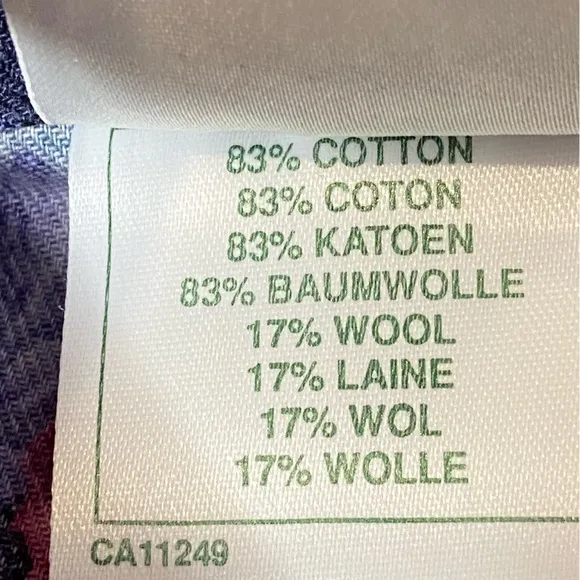 83% COTTON
83% COTON
83% KATOEN
83% BAUMWOLLE
17% WOOL
17% LAINE
17% WOL
17% WOLLE
CA11249